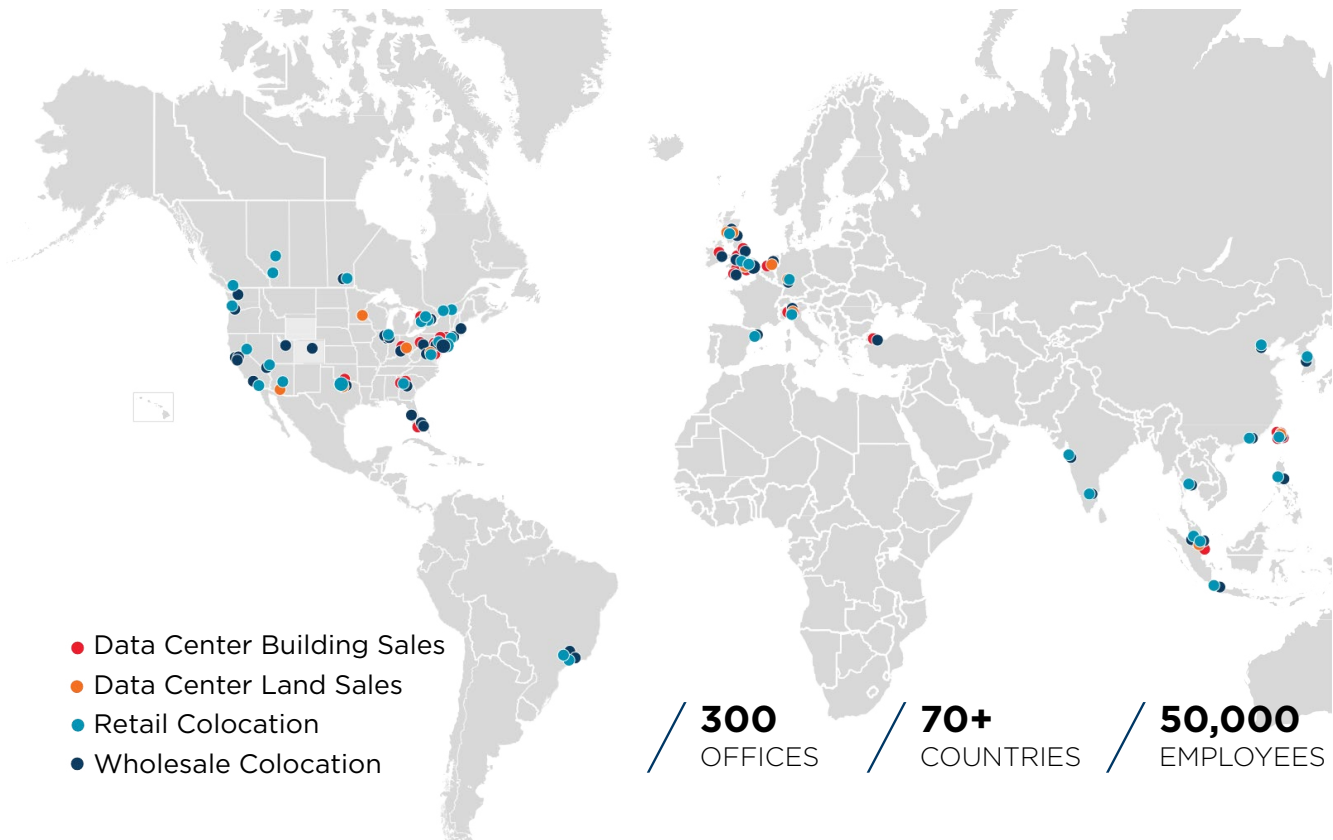 Data Center Building Sales
Data Center Land Sales
Retail Colocation
Wholesale Colocation
300
OFFICES
70+
COUNTRIES
50,000
EMPLOYEES